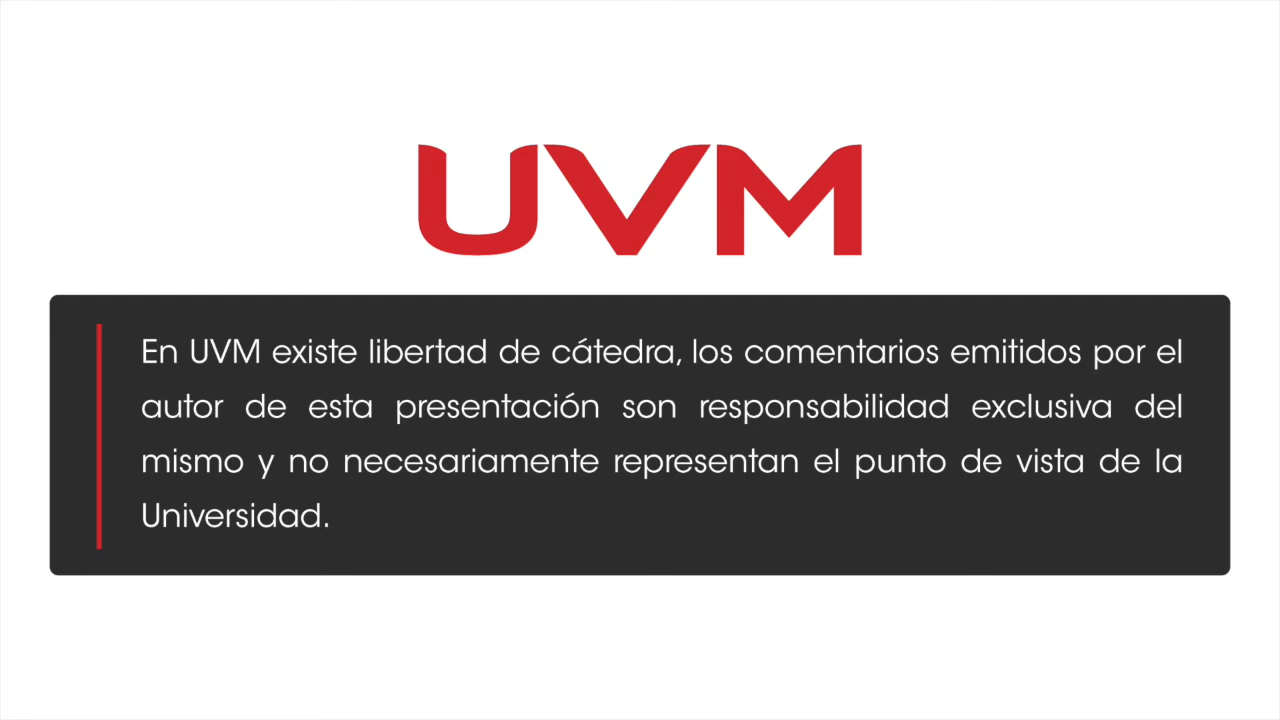 UVM
En UVM existe libertad de cátedra, los comentarios emitidos por el
autor de esta presentación son responsabilidad exclusiva del
mismo y no necesariamente representan el punto de vista de la
Universidad.